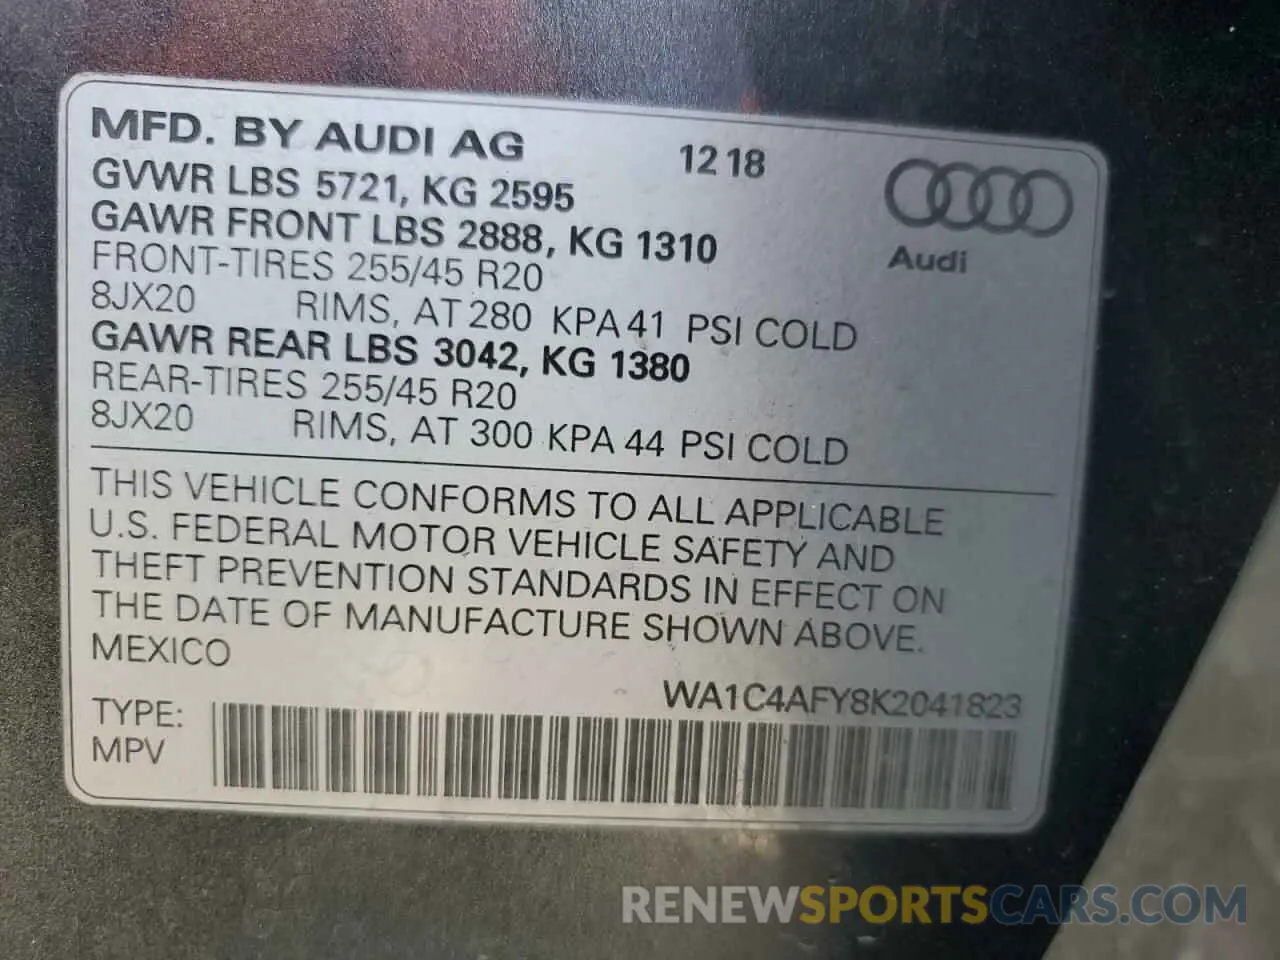 MFD. BY AUDI AG 12 18
GVWR LBS 5721, KG 2595
GAWR FRONT LBS 2888, KG 1310
Audi
FRONT-TIRES 255/45 R20
8JX20 RIMS, AT 280 KPA 41 PSI COLD
GAWR REAR LBS 3042, KG 1380
REAR-TIRES 255/45 R20
8JX20 RIMS, AT 300 KPA 44 PSI COLD
THIS VEHICLE CONFORMS TO ALL APPLICABLE
U.S. FEDERAL MOTOR VEHICLE SAFETY AND
THEFT PREVENTION STANDARDS IN EFFECT ON
THE DATE OF MANUFACTURE SHOWN ABOVE.
MEXICO
WA1C4AFY8K2041823
TYPE:
MPV
RENEWSPORTSCARS.COM